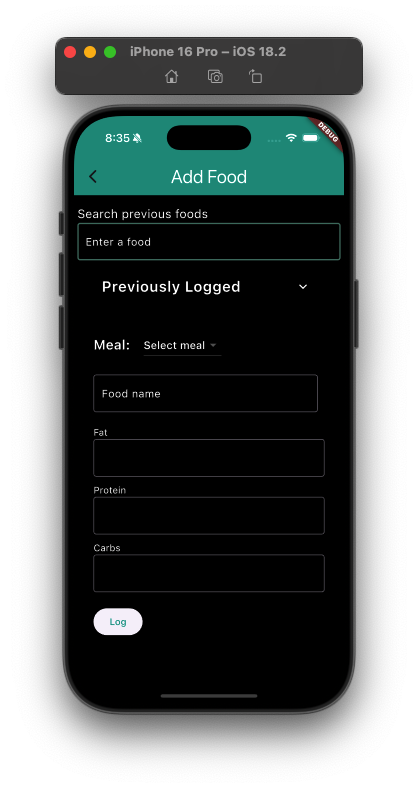 iPhone 16 Pro – iOS 18.2
8:35
DEBUG
Add Food
Search previous foods
Enter a food
Previously Logged
Meal: Select meal
Food name
Fat
Protein
Carbs
Log